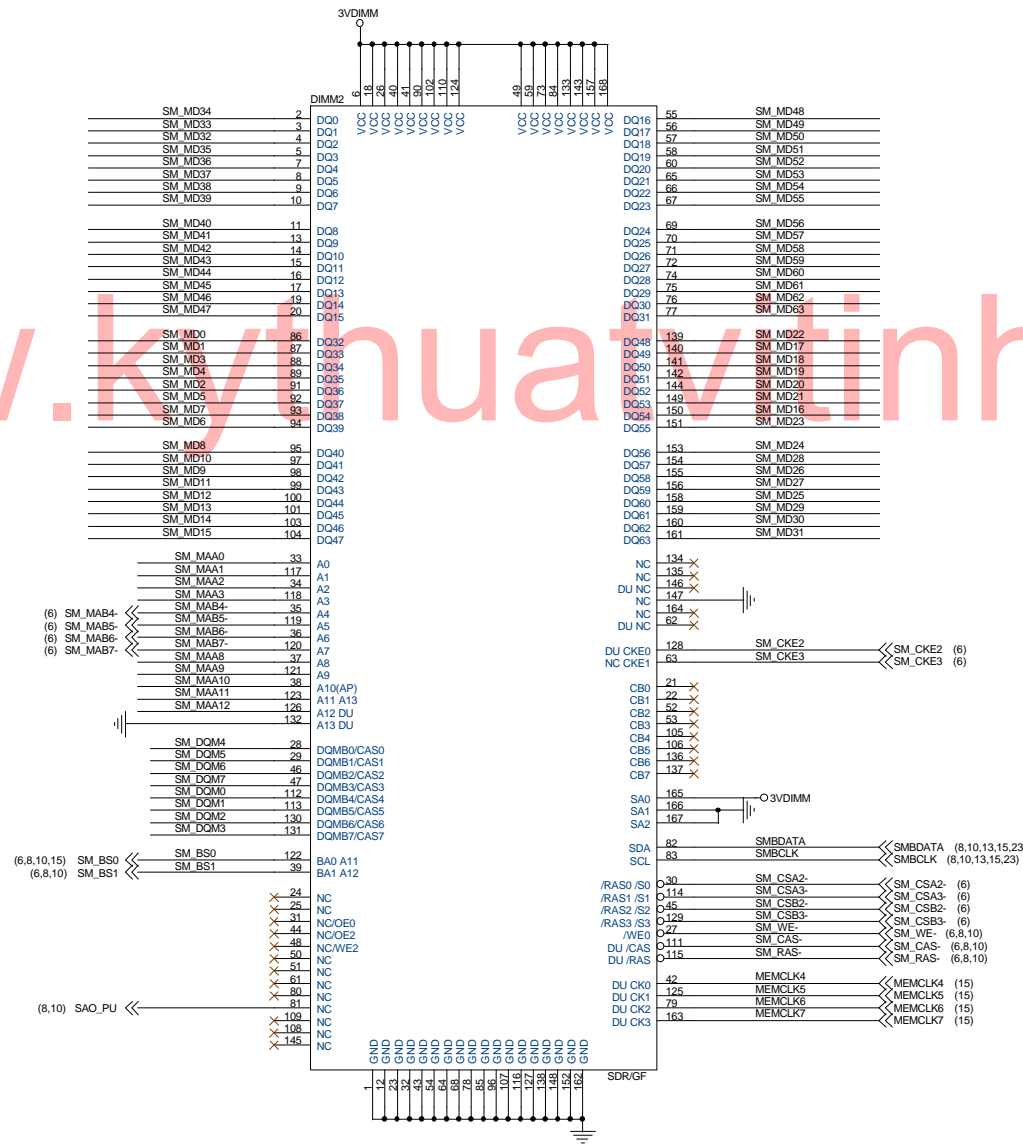 3VDIMM
6 18 26 40 41 90 102 110 124 49 59 73 84 133 143 157 168
DIMM2
VCC VCC VCC VCC VCC VCC VCC VCC VCC VCC VCC VCC VCC VCC VCC VCC VCC
SM_MD34 2 DQ0 DQ16 55 SM_MD48
SM_MD33 3 DQ1 DQ17 56 SM_MD49
SM_MD32 4 DQ2 DQ18 57 SM_MD50
SM_MD35 5 DQ3 DQ19 58 SM_MD51
SM_MD36 7 DQ4 DQ20 60 SM_MD52
SM_MD37 8 DQ5 DQ21 65 SM_MD53
SM_MD38 9 DQ6 DQ22 66 SM_MD54
SM_MD39 10 DQ7 DQ23 67 SM_MD55
SM_MD40 11 DQ8 DQ24 69 SM_MD56
SM_MD41 13 DQ9 DQ25 70 SM_MD57
SM_MD42 14 DQ10 DQ26 71 SM_MD58
SM_MD43 15 DQ11 DQ27 72 SM_MD59
SM_MD44 16 DQ12 DQ28 74 SM_MD60
SM_MD45 17 DQ13 DQ29 75 SM_MD61
SM_MD46 19 DQ14 DQ30 76 SM_MD62
SM_MD47 20 DQ15 DQ31 77 SM_MD63
SM_MD0 86 DQ32 DQ48 139 SM_MD22
SM_MD1 87 DQ33 DQ49 140 SM_MD17
SM_MD3 88 DQ34 DQ50 141 SM_MD18
SM_MD4 89 DQ35 DQ51 142 SM_MD19
SM_MD2 91 DQ36 DQ52 144 SM_MD20
SM_MD5 92 DQ37 DQ53 149 SM_MD21
SM_MD7 93 DQ38 DQ54 150 SM_MD16
SM_MD6 94 DQ39 DQ55 151 SM_MD23
w.kythuatvitinh
SM_MD8 95 DQ40 DQ56 153 SM_MD24
SM_MD10 97 DQ41 DQ57 154 SM_MD28
SM_MD9 98 DQ42 DQ58 155 SM_MD26
SM_MD11 99 DQ43 DQ59 156 SM_MD27
SM_MD12 100 DQ44 DQ60 158 SM_MD25
SM_MD13 101 DQ45 DQ61 159 SM_MD29
SM_MD14 103 DQ46 DQ62 160 SM_MD30
SM_MD15 104 DQ47 DQ63 161 SM_MD31
SM_MAA0 33 A0 NC 134
SM_MAA1 117 A1 NC 135
SM_MAA2 34 A2 DU NC 146
SM_MAA3 118 A3 NC 147
(6) SM_MAB4- SM_MAB4- 35 A4 NC 164
(6) SM_MAB5- SM_MAB5- 119 A5 DU NC 62
(6) SM_MAB6- SM_MAB6- 36 A6
(6) SM_MAB7- SM_MAB7- 120 A7 DU CKE0 128 SM_CKE2 SM_CKE2 (6)
SM_MAA8 37 A8 NC CKE1 63 SM_CKE3 SM_CKE3 (6)
SM_MAA9 121 A9
SM_MAA10 38 A10(AP) CB0 21
SM_MAA11 123 A11 A13 CB1 22
SM_MAA12 126 A12 DU CB2 52
132 A13 DU CB3 53
CB4 105
SM_DQM4 28 DQMB0/CAS0 CB5 106
SM_DQM5 29 DQMB1/CAS1 CB6 136
SM_DQM6 46 DQMB2/CAS2 CB7 137
SM_DQM7 47 DQMB3/CAS3
SM_DQM0 112 DQMB4/CAS4 SA0 165 3VDIMM
SM_DQM1 113 DQMB5/CAS5 SA1 166
SM_DQM2 130 DQMB6/CAS6 SA2 167
SM_DQM3 131 DQMB7/CAS7
SDA 82 SMBDATA SMBDATA (8,10,13,15,23
(6,8,10,15) SM_BS0 SM_BS0 122 BA0 A11 SCL 83 SMBCLK SMBCLK (8,10,13,15,23)
(6,8,10) SM_BS1 SM_BS1 39 BA1 A12
24 NC /RAS0 /S0 30 SM_CSA2- SM_CSA2- (6)
25 NC /RAS1 /S1 114 SM_CSA3- SM_CSA3- (6)
31 NC/OE0 /RAS2 /S2 45 SM_CSB2- SM_CSB2- (6)
44 NC/OE2 /RAS3 /S3 129 SM_CSB3- SM_CSB3- (6)
48 NC/WE2 /WE0 27 SM_WE- SM_WE- (6,8,10)
50 NC DU /CAS 111 SM_CAS- SM_CAS- (6,8,10)
51 NC DU /RAS 115 SM_RAS- SM_RAS- (6,8,10)
61 NC
80 NC DU CK0 42 MEMCLK4 MEMCLK4 (15)
(8,10) SAO_PU 81 NC DU CK1 125 MEMCLK5 MEMCLK5 (15)
109 NC DU CK2 79 MEMCLK6 MEMCLK6 (15)
108 NC DU CK3 163 MEMCLK7 MEMCLK7 (15)
145 NC
GND GND GND GND GND GND GND GND GND GND GND GND GND GND GND GND GND GND
SDR/GF
1 12 23 32 43 54 64 68 78 85 96 107 116 127 138 148 152 162